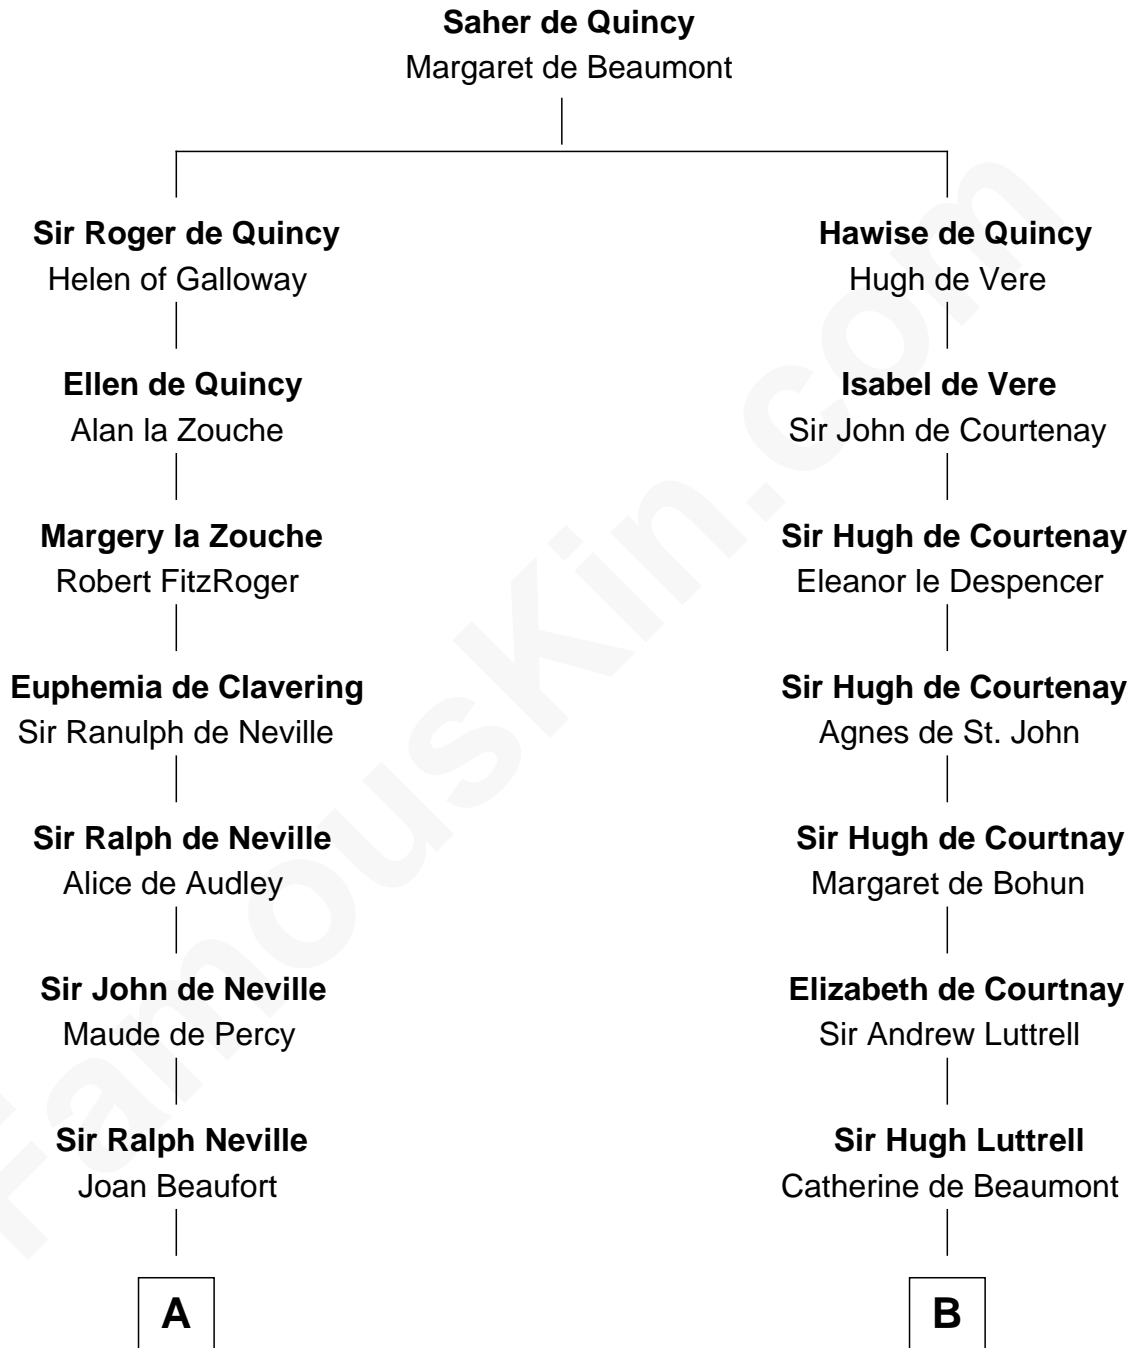 Saher de Quincy
Margaret de Beaumont
Sir Roger de Quincy
Helen of Galloway
Hawise de Quincy
Hugh de Vere
Ellen de Quincy
Alan la Zouche
Isabel de Vere
Sir John de Courtenay
Margery la Zouche
Robert FitzRoger
Sir Hugh de Courtenay
Eleanor le Despencer
Euphemia de Clavering
Sir Ranulph de Neville
Sir Hugh de Courtenay
Agnes de St. John
Sir Ralph de Neville
Alice de Audley
Sir Hugh de Courtnay
Margaret de Bohun
Sir John de Neville
Maude de Percy
Elizabeth de Courtnay
Sir Andrew Luttrell
Sir Ralph Neville
Joan Beaufort
Sir Hugh Luttrell
Catherine de Beaumont
A
B
FamousKin.com